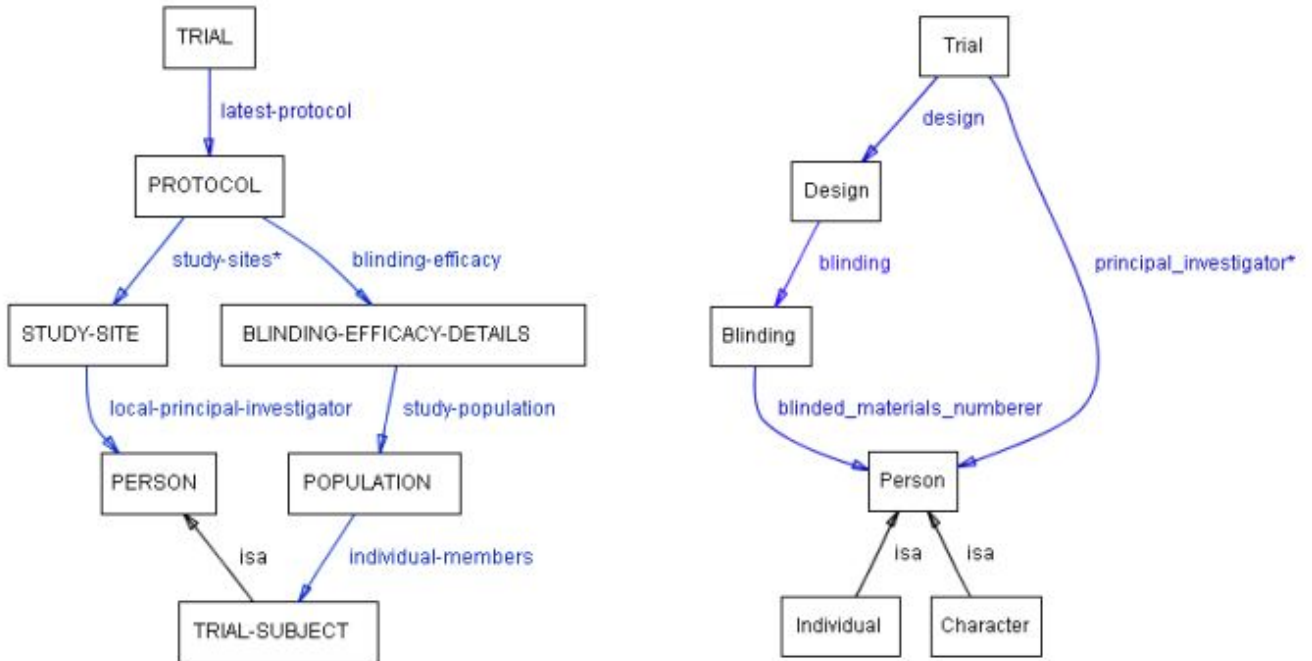 TRIAL
latest-protocol
PROTOCOL
study-sites*
blinding-efficacy
STUDY-SITE
BLINDING-EFFICACY-DETAILS
local-principal-investigator
study-population
PERSON
POPULATION
isa
individual-members
TRIAL-SUBJECT
Trial
design
Design
blinding
principal_investigator*
Blinding
blinded_materials_numberer
Person
isa
isa
Individual
Character